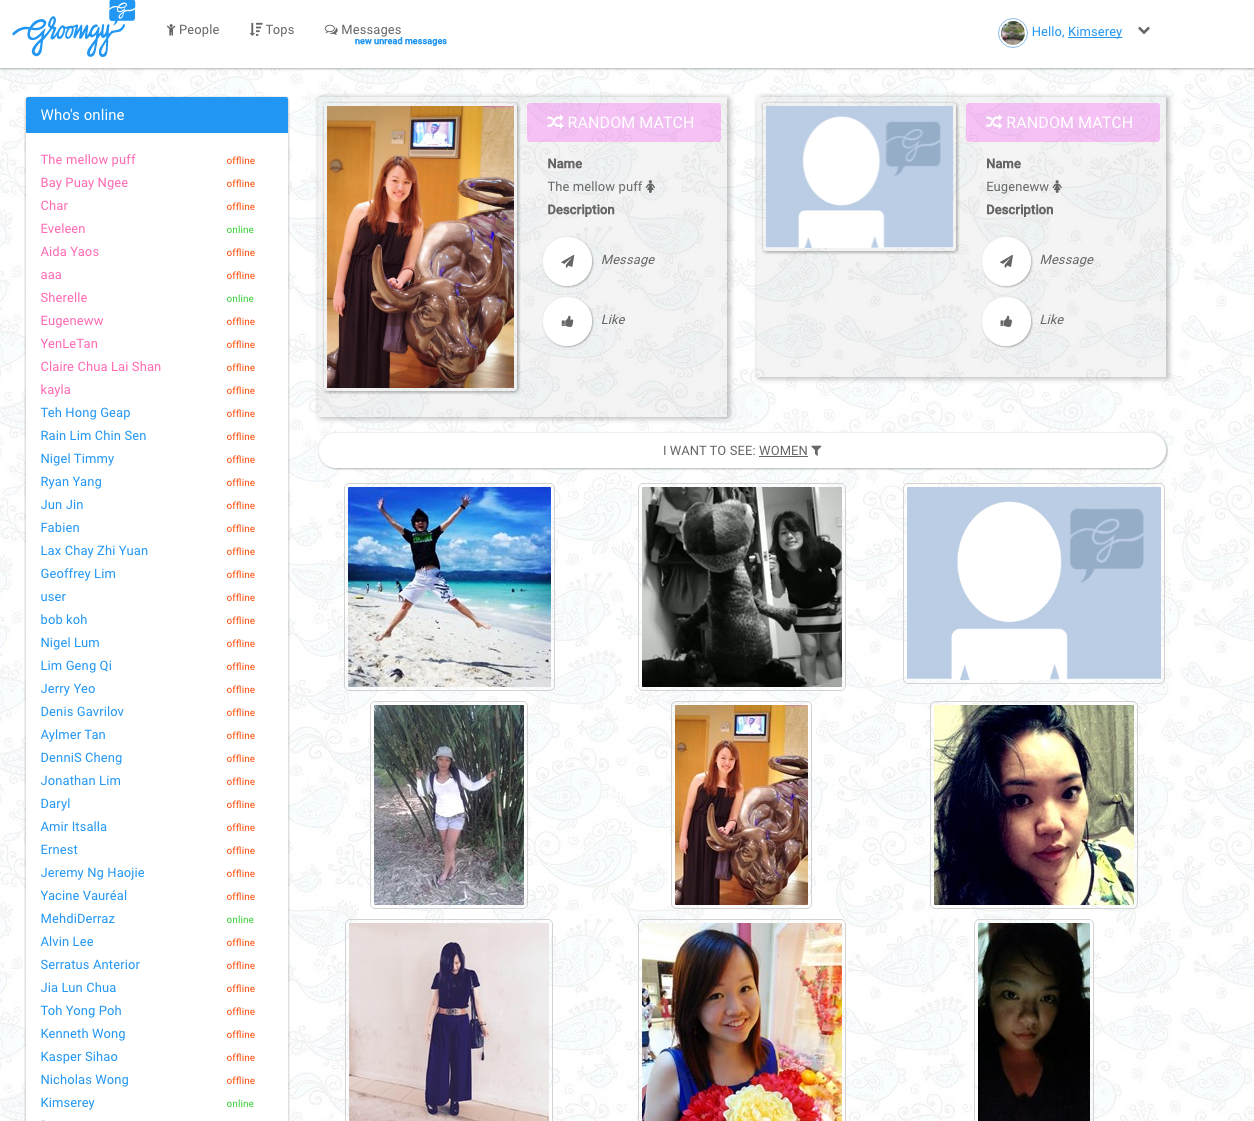 Groomgy
People
Tops
Messages
new unread messages
Hello, Kimserey
Who's online
The mellow puff offline
Bay Puay Ngee offline
Char offline
Eveleen online
Aida Yaos offline
aaa offline
Sherelle online
Eugeneww offline
YenLeTan offline
Claire Chua Lai Shan offline
kayla offline
Teh Hong Geap offline
Rain Lim Chin Sen offline
Nigel Timmy offline
Ryan Yang offline
Jun Jin offline
Fabien offline
Lax Chay Zhi Yuan offline
Geoffrey Lim offline
user offline
bob koh offline
Nigel Lum offline
Lim Geng Qi offline
Jerry Yeo offline
Denis Gavrilov offline
Aylmer Tan offline
DenniS Cheng offline
Jonathan Lim offline
Daryl offline
Amir Itsalla offline
Ernest offline
Jeremy Ng Haojie offline
Yacine Vauréal offline
MehdiDerraz online
Alvin Lee offline
Serratus Anterior offline
Jia Lun Chua offline
Toh Yong Poh offline
Kenneth Wong offline
Kasper Sihao offline
Nicholas Wong offline
Kimserey online
RANDOM MATCH
Name
The mellow puff
Description
Message
Like
RANDOM MATCH
Name
Eugeneww
Description
Message
Like
I WANT TO SEE: WOMEN